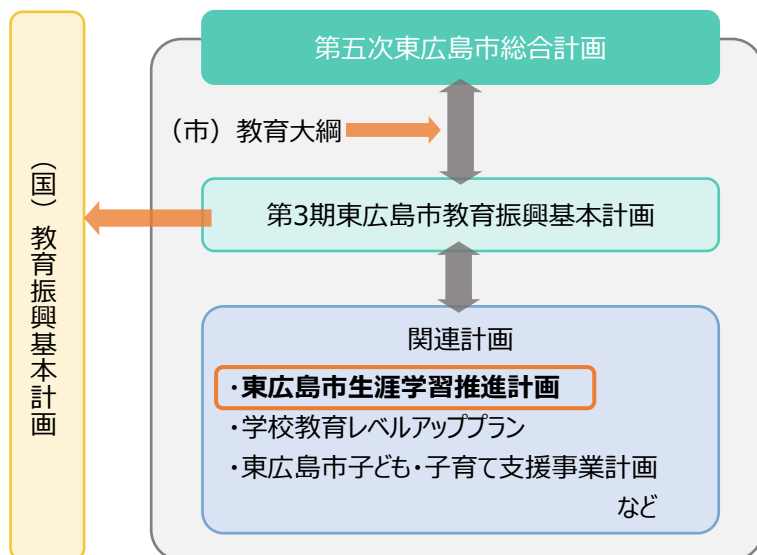 第五次東広島市総合計画
（市）教育大綱
（国）教育振興基本計画
第3期東広島市教育振興基本計画
関連計画
・東広島市生涯学習推進計画
・学校教育レベルアッププラン
・東広島市子ども・子育て支援事業計画
など